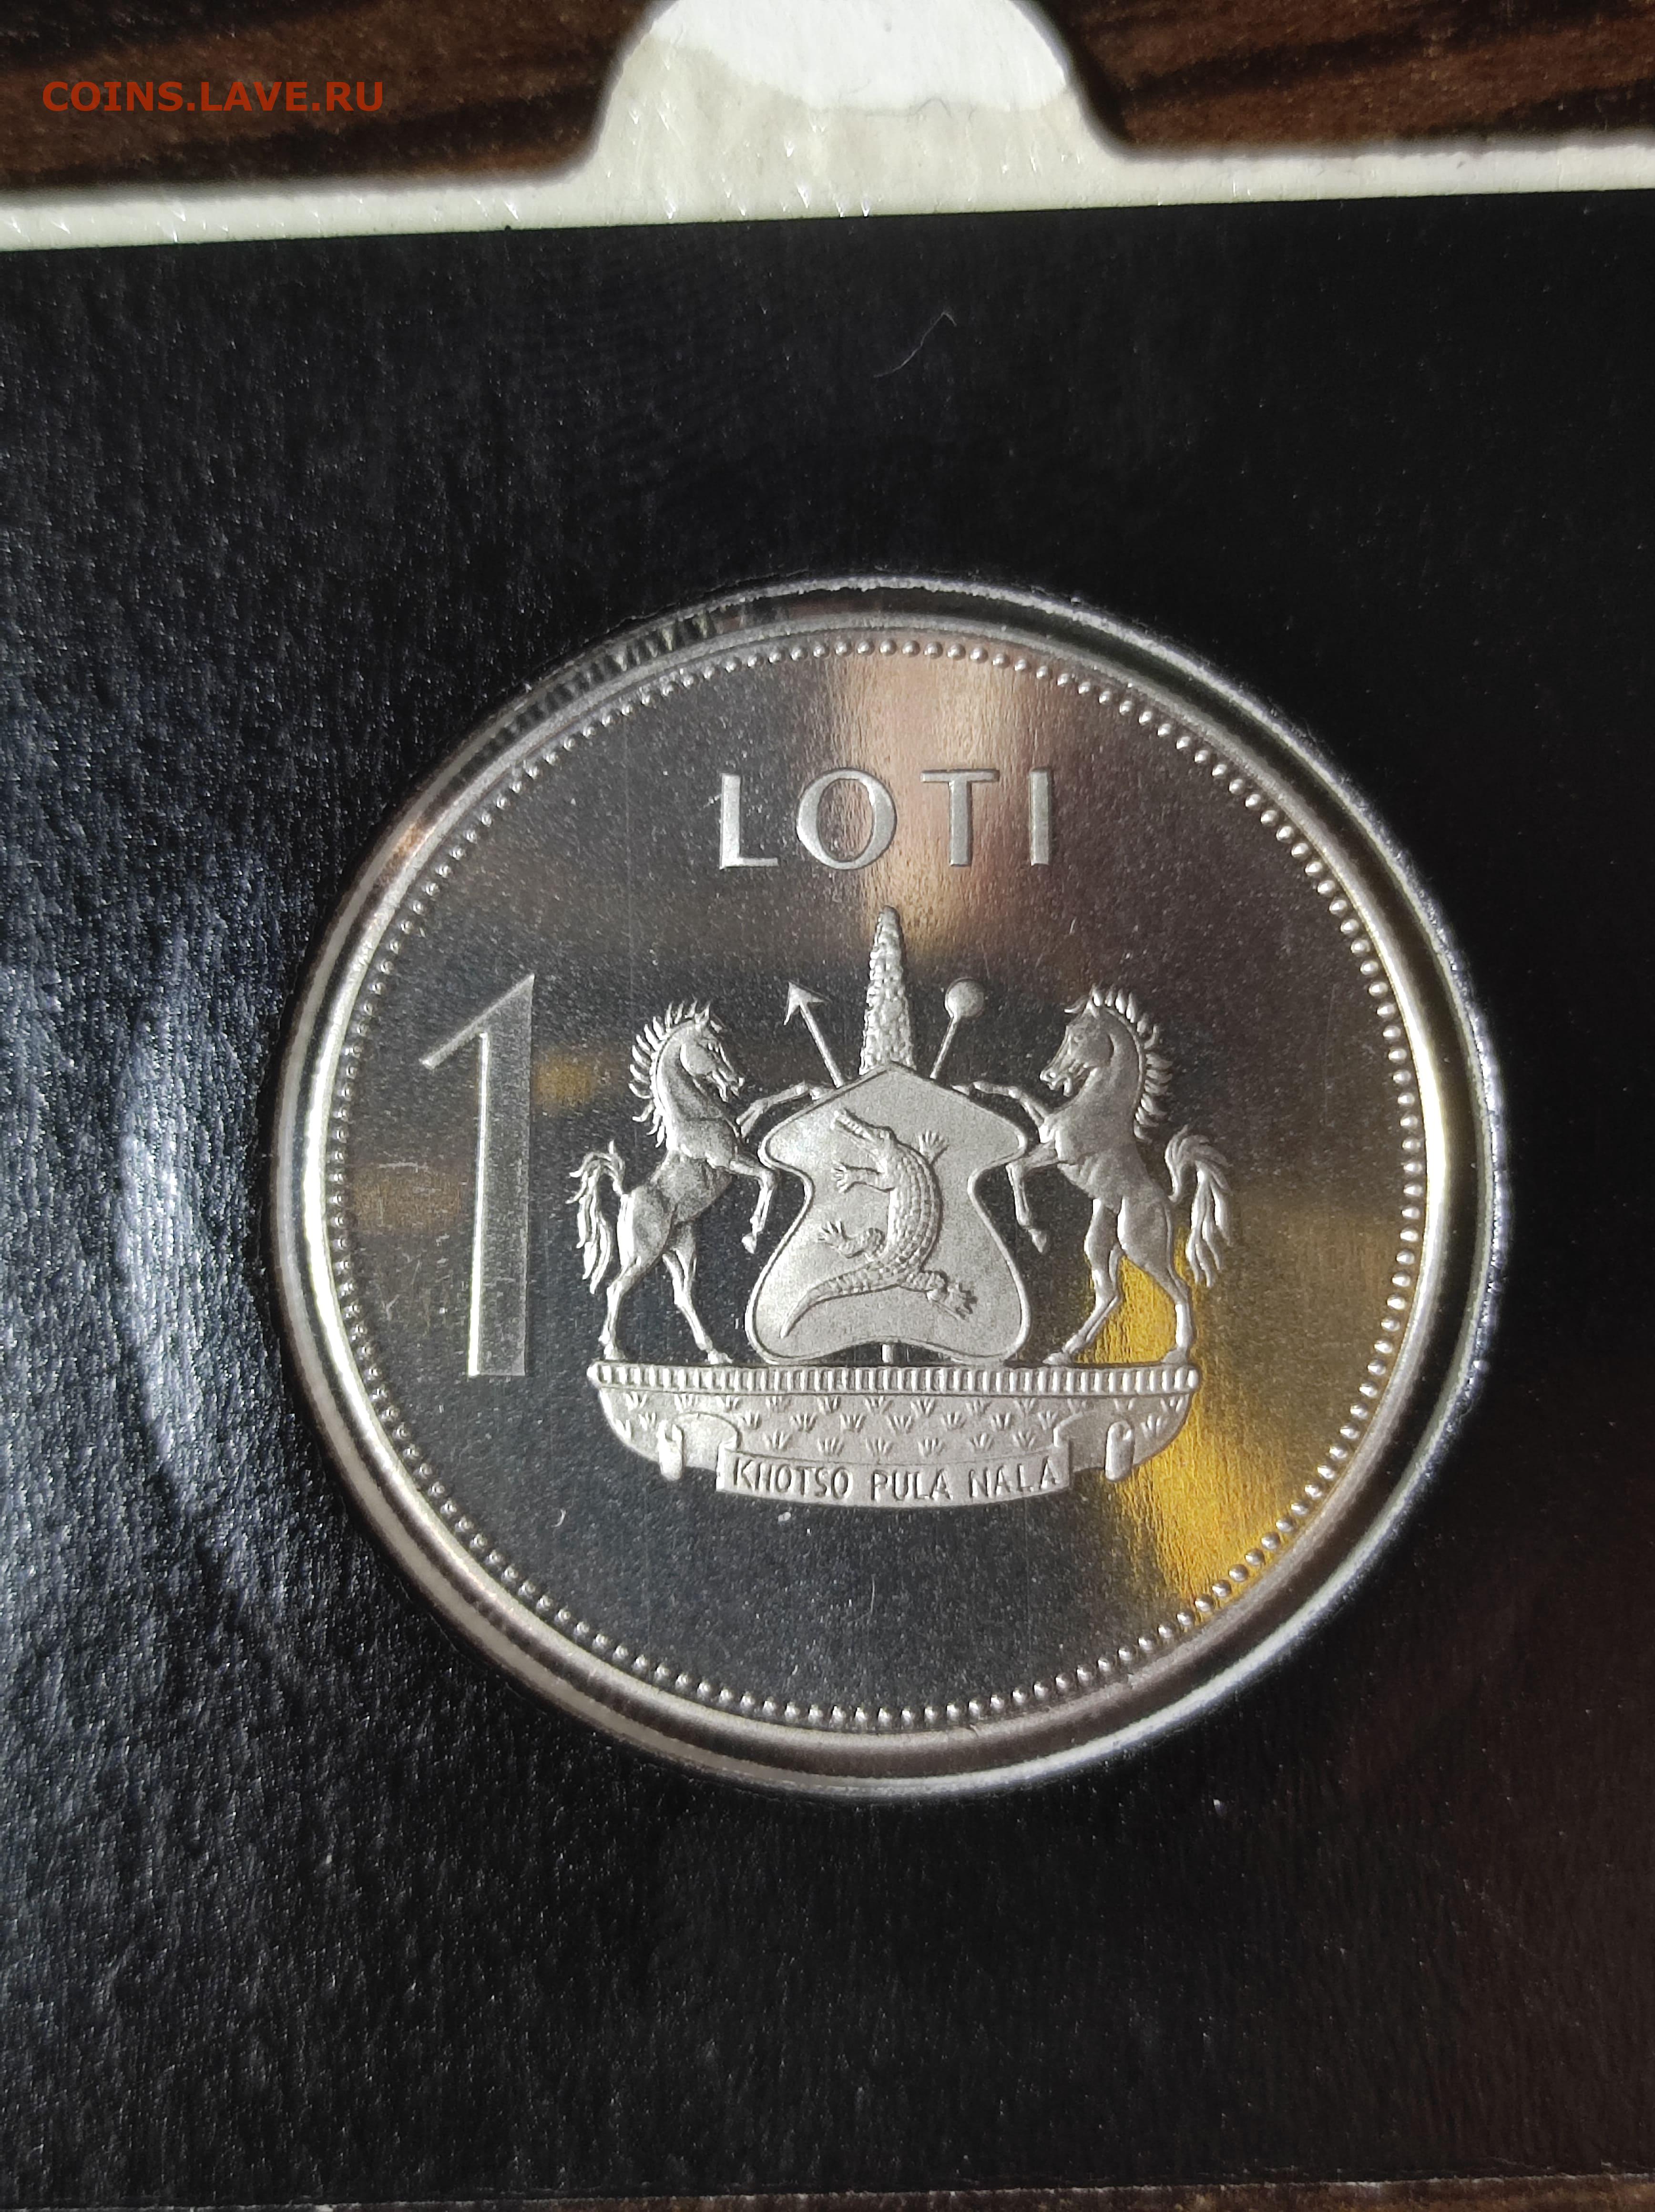 COINS.LAVE.RU
LOTI
1
KHOTSO PULA NALA